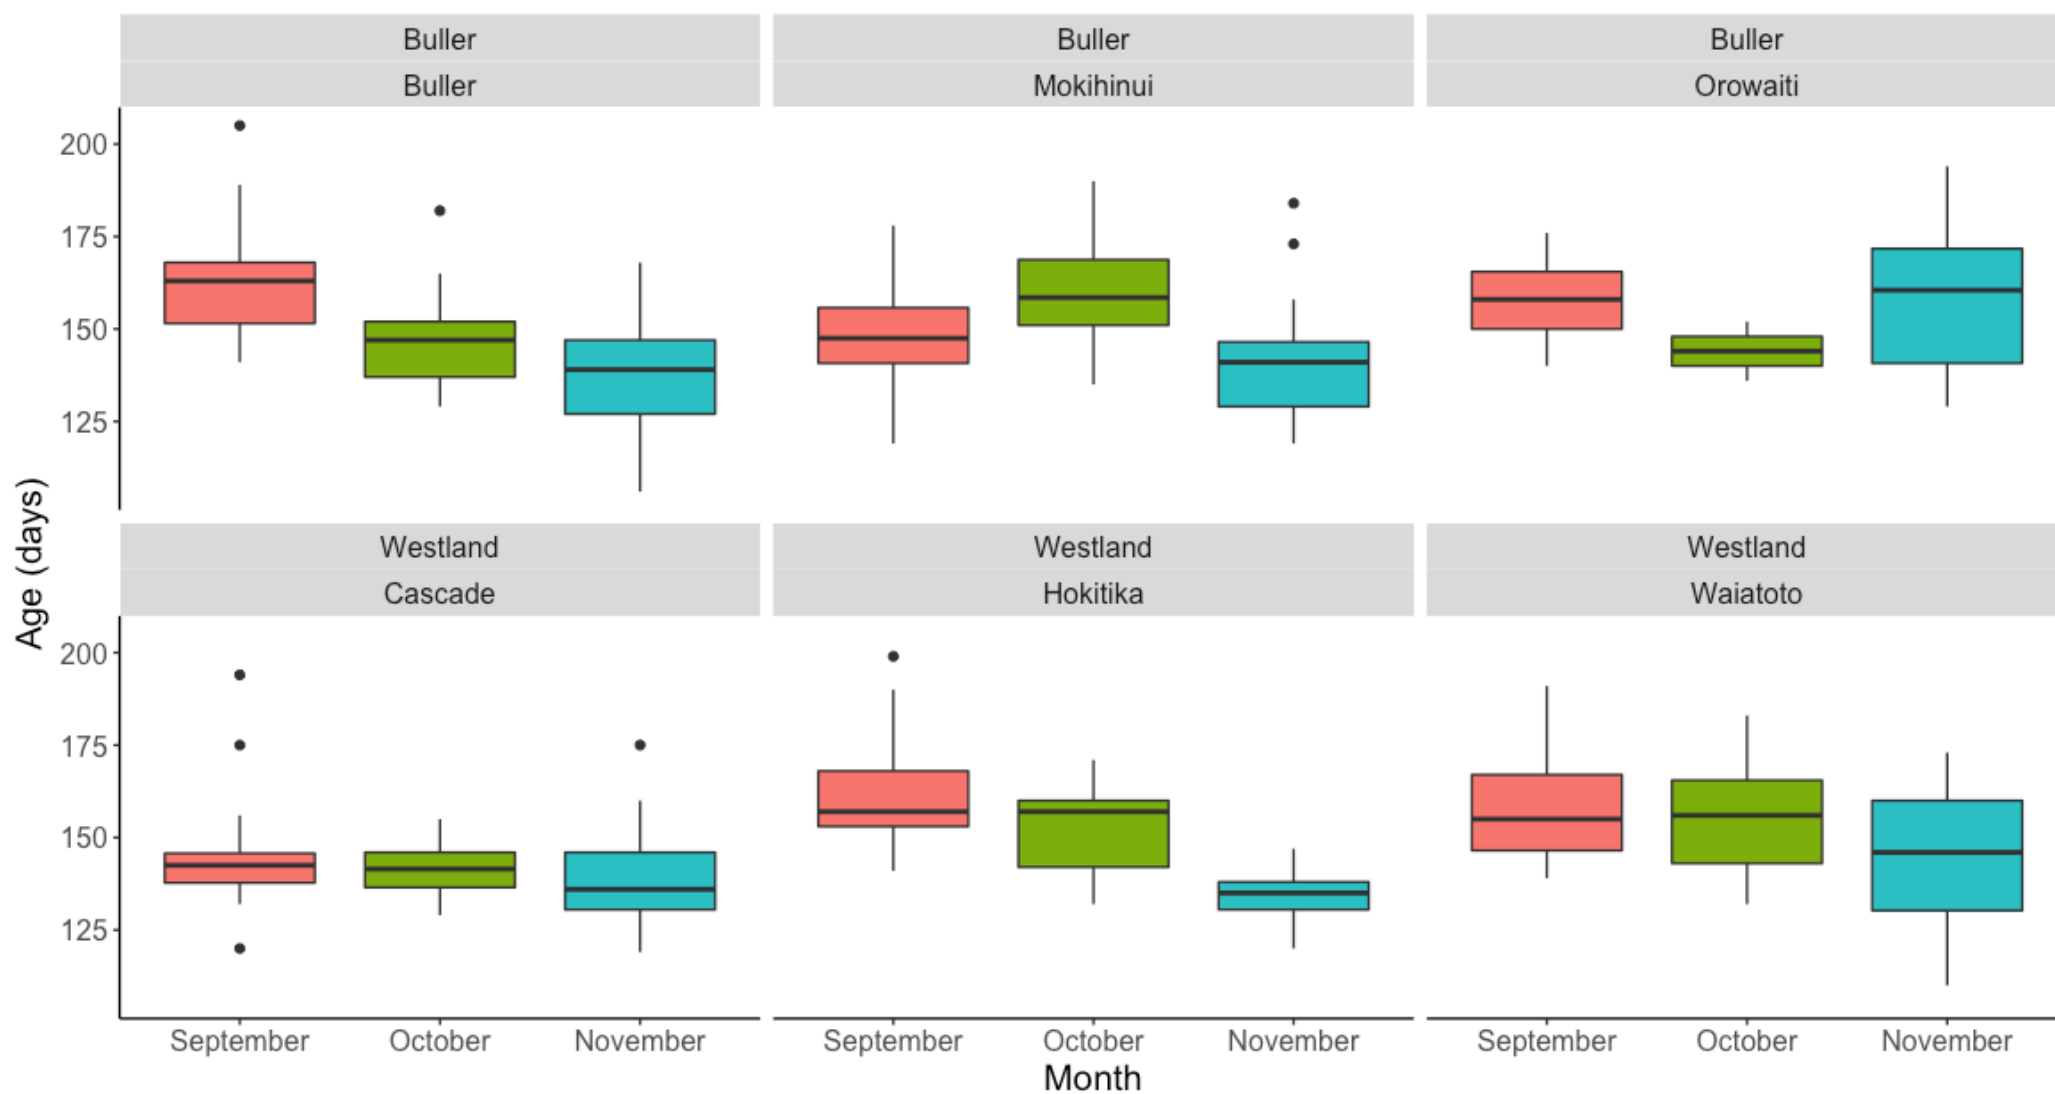 Buller
Buller
Buller
Buller
Mokihinui
Orowaiti
200
175
150
125
Age (days)
Westland
Westland
Westland
Cascade
Hokitika
Waiatoto
200
175
150
125
September October November
September October November
September October November
Month